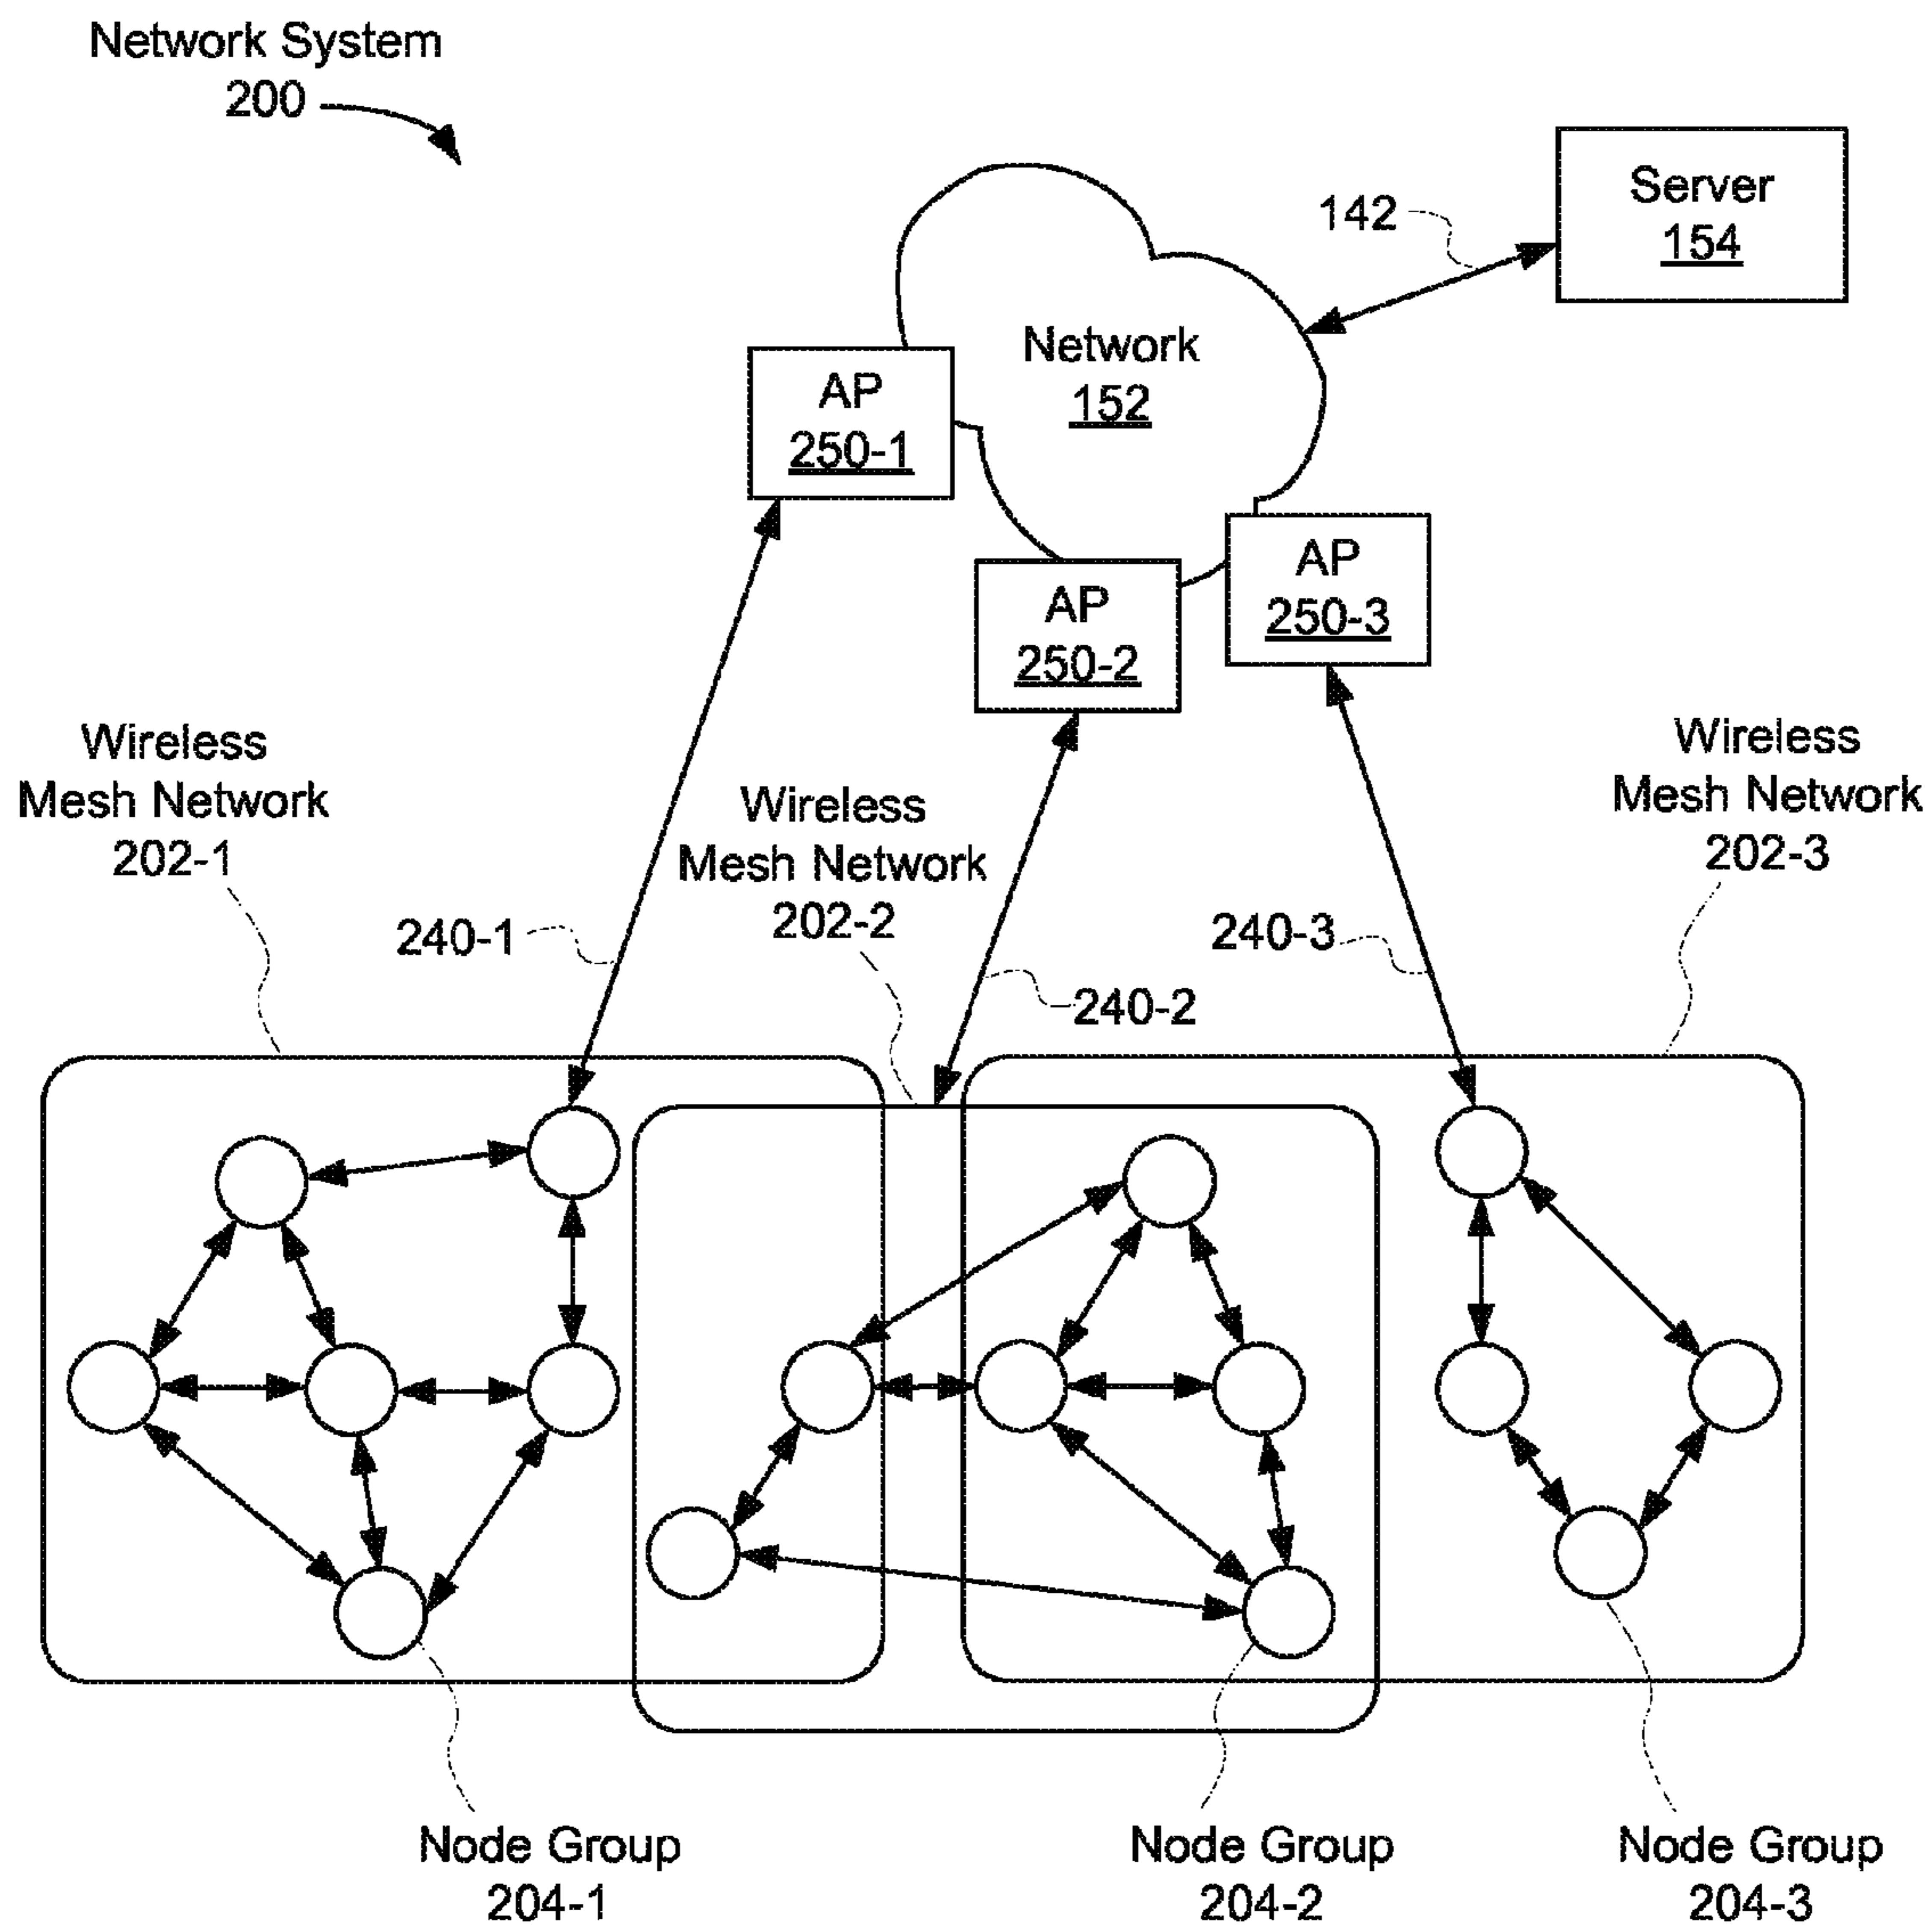 Network System
200
Server
154
142
Network
152
AP
250-1
AP
250-2
AP
250-3
Wireless
Mesh Network
202-1
Wireless
Mesh Network
202-2
Wireless
Mesh Network
202-3
240-1
240-2
240-3
Node Group
204-1
Node Group
204-2
Node Group
204-3